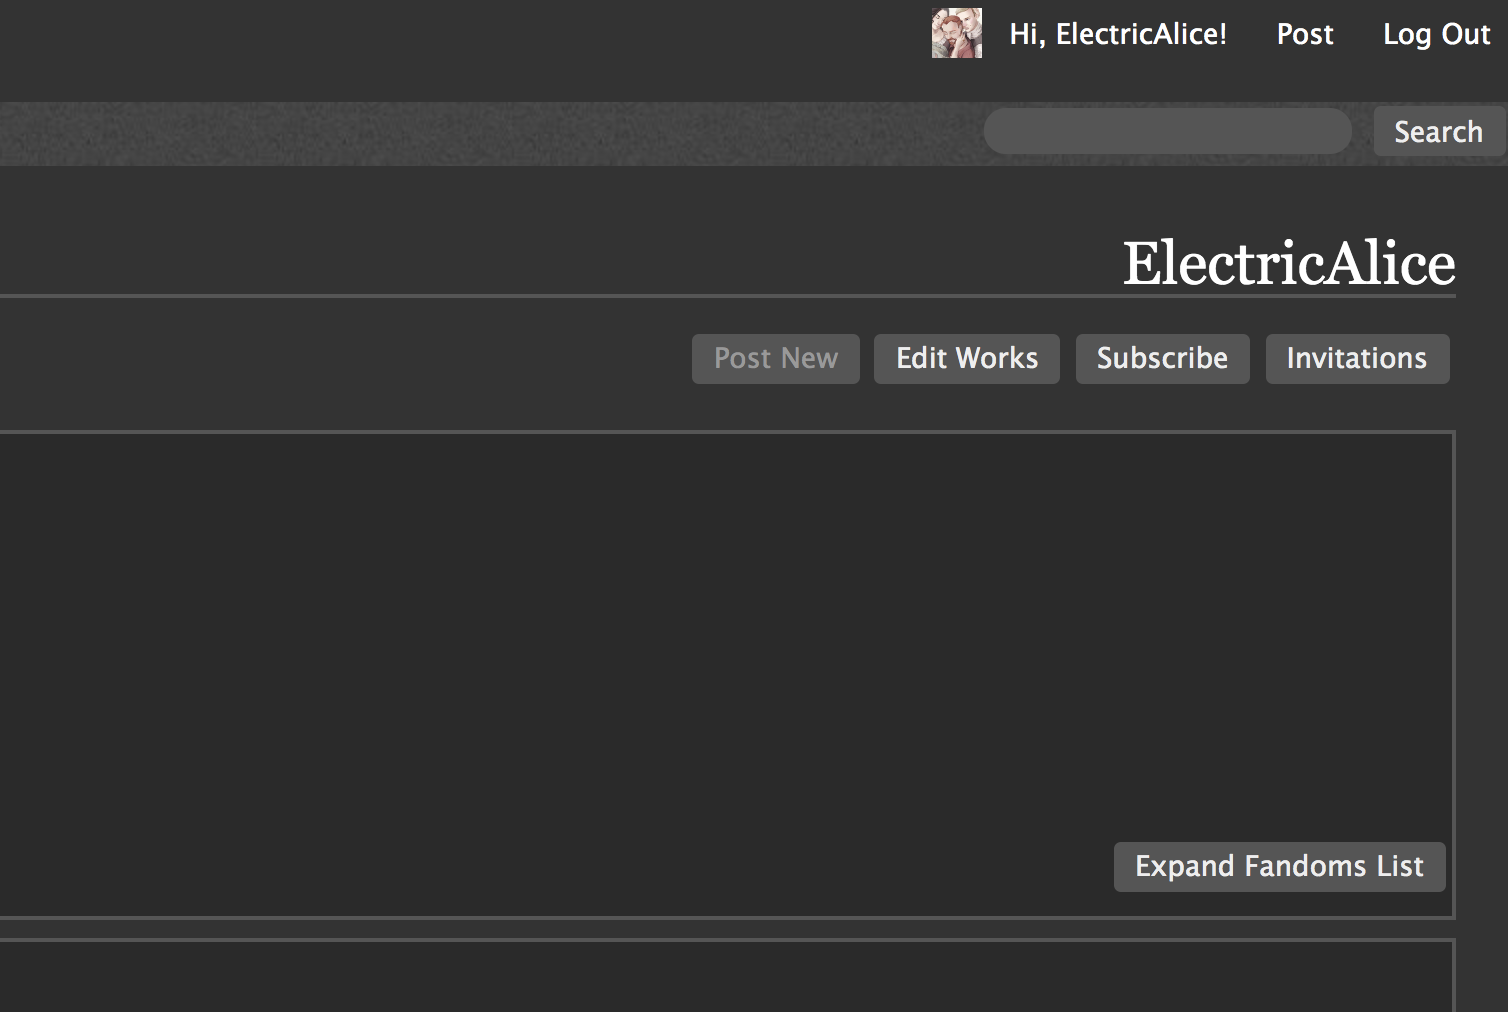 Hi, ElectricAlice! Post Log Out
Search
ElectricAlice
Post New Edit Works Subscribe Invitations
Expand Fandoms List